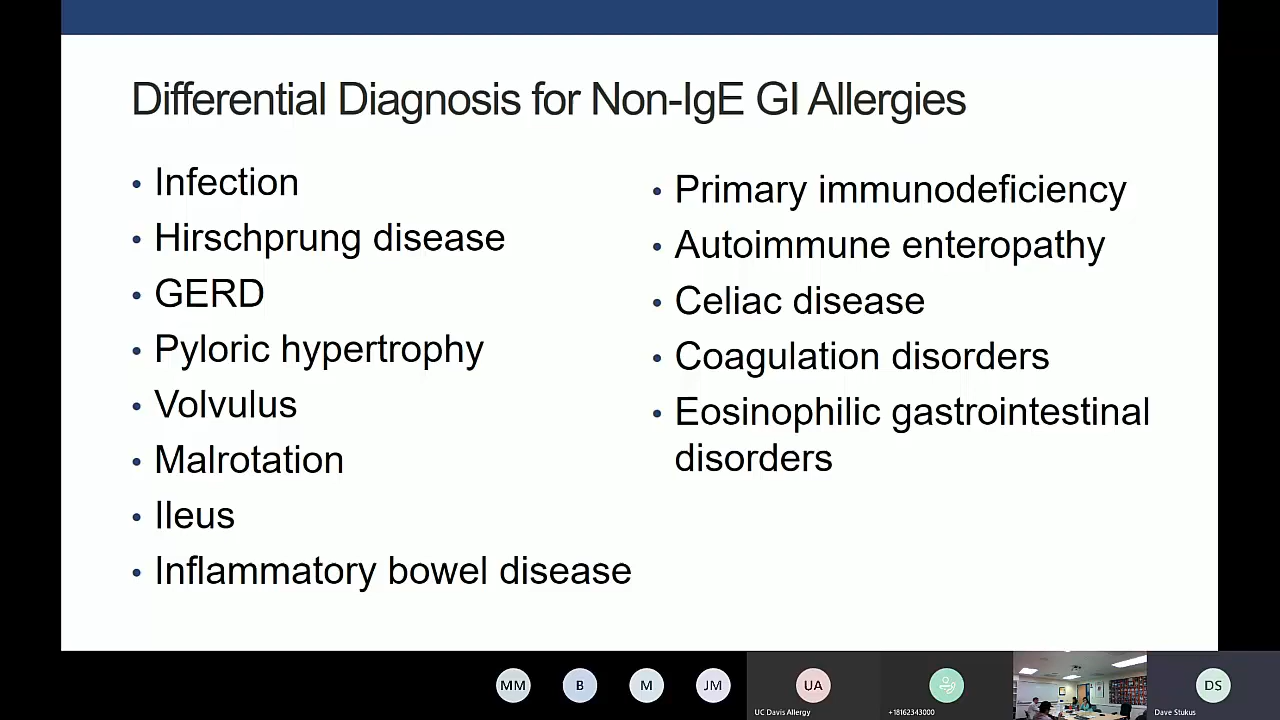 Differential Diagnosis for Non-IgE GI Allergies
• Infection
• Hirschprung disease
• GERD
• Pyloric hypertrophy
• Volvulus
• Malrotation
• Ileus
• Inflammatory bowel disease
• Primary immunodeficiency
• Autoimmune enteropathy
• Celiac disease
• Coagulation disorders
• Eosinophilic gastrointestinal
disorders
MM
B
M
JM
UA
UC Davis Allergy
+18162343000
DS
Dave Stukus